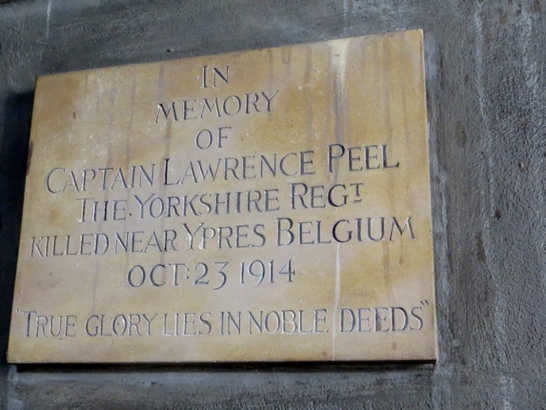 IN
MEMORY
OF
CAPTAIN LAWRENCE PEEL
THE·YORKSHIRE REGT
KILLED NEAR YPRES BELGIUM
OCT: 23 1914
"TRUE GLORY LIES IN NOBLE DEEDS"